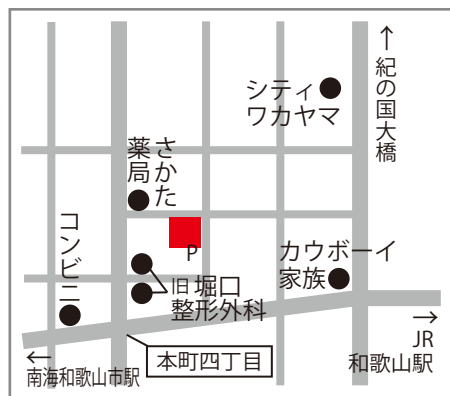 ↑
紀の国大橋
シティ
ワカヤマ
さかた
薬局
コンビニ
P
旧 堀口
整形外科
カウボーイ
家族
→
JR
和歌山駅
本町四丁目
←
南海和歌山市駅